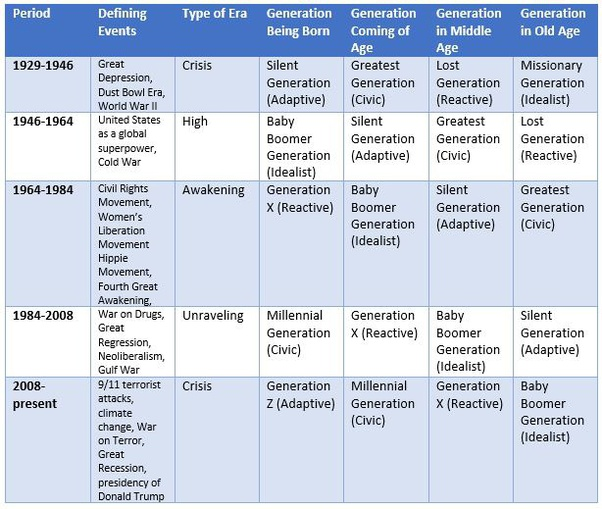 Period
Defining
Events
Type of Era
Generation
Being Born
Generation
Coming of
Age
Generation
in Middle
Age
Generation
in Old Age
1929-1946
Great
Depression,
Dust Bowl Era,
World War II
Crisis
Silent
Generation
(Adaptive)
Greatest
Generation
(Civic)
Lost
Generation
(Reactive)
Missionary
Generation
(Idealist)
1946-1964
United States
as a global
superpower,
Cold War
High
Baby
Boomer
Generation
(Idealist)
Silent
Generation
(Adaptive)
Greatest
Generation
(Civic)
Lost
Generation
(Reactive)
1964-1984
Civil Rights
Movement,
Women's
Liberation
Movement
Hippie
Movement,
Fourth Great
Awakening,
Awakening
Generation
X (Reactive)
Baby
Boomer
Generation
(Idealist)
Silent
Generation
(Adaptive)
Greatest
Generation
(Civic)
1984-2008
War on Drugs,
Great
Regression,
Neoliberalism,
Gulf War
Unraveling
Millennial
Generation
(Civic)
Generation
X (Reactive)
Baby
Boomer
Generation
(Idealist)
Silent
Generation
(Adaptive)
2008-
present
9/11 terrorist
attacks,
climate
change, War
on Terror,
Great
Recession,
presidency of
Donald Trump
Crisis
Generation
Z (Adaptive)
Millennial
Generation
(Civic)
Generation
X (Reactive)
Baby
Boomer
Generation
(Idealist)